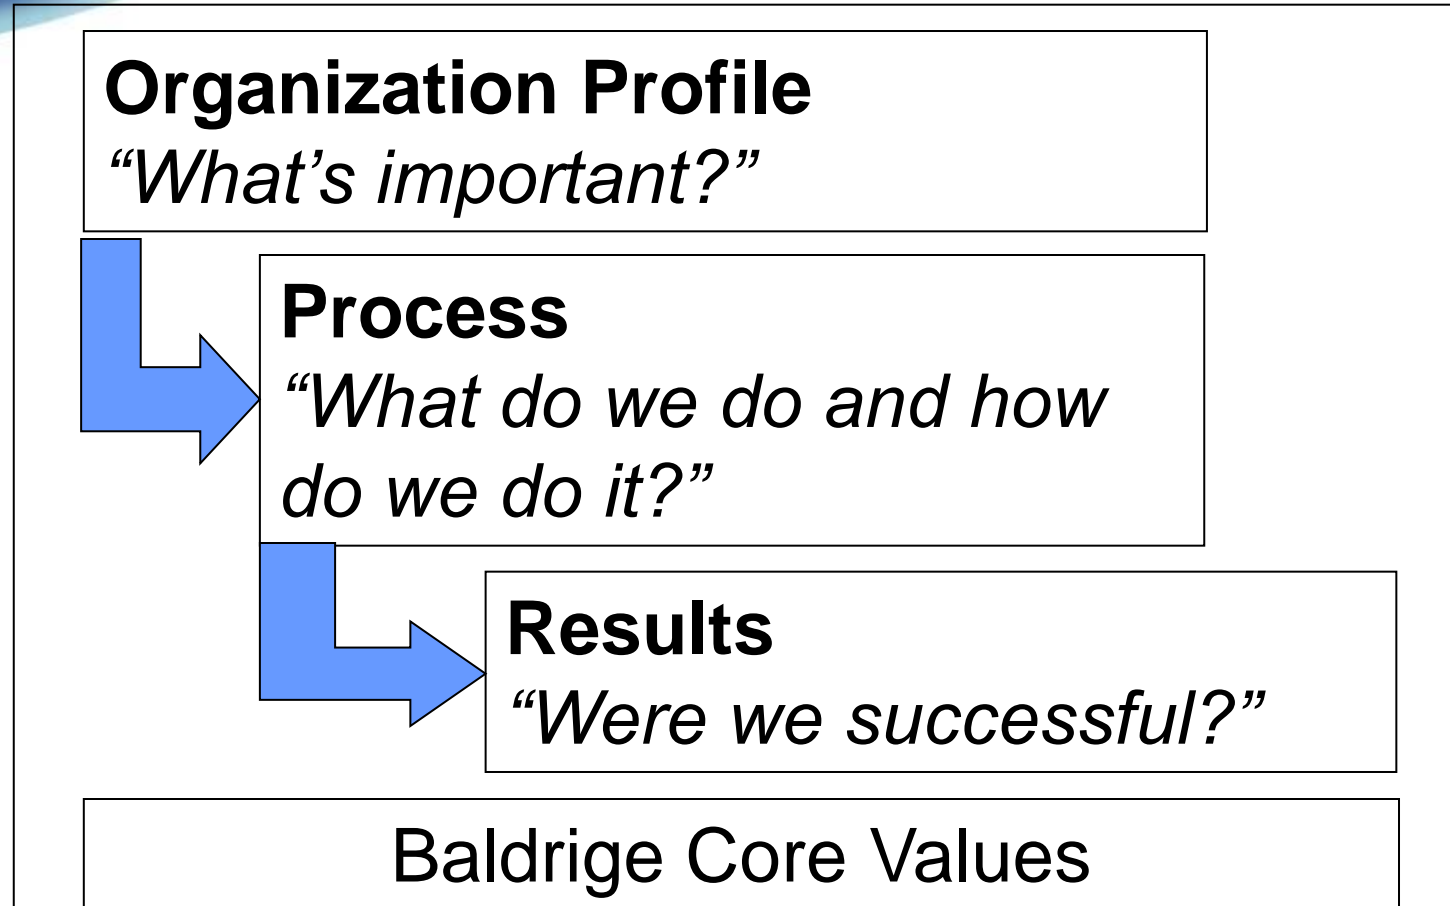 Organization Profile
“What’s important?”
Process
“What do we do and how
do we do it?”
Results
“Were we successful?”
Baldrige Core Values